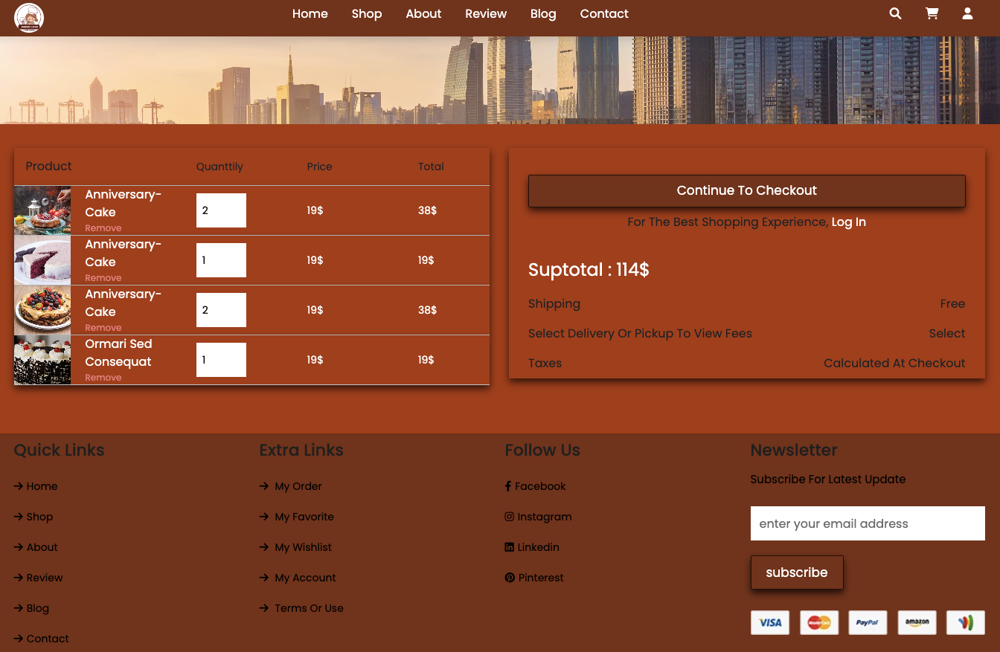 Home Shop About Review Blog Contact
Product Quanttily Price Total
Anniversary-
Cake
Remove
2 19$ 38$
Anniversary-
Cake
Remove
1 19$ 19$
Anniversary-
Cake
Remove
2 19$ 38$
Ormari Sed
Consequat
Remove
1 19$ 19$
Continue To Checkout
For The Best Shopping Experience, Log In
Suptotal : 114$
Shipping Free
Select Delivery Or Pickup To View Fees Select
Taxes Calculated At Checkout
Quick Links
Home
Shop
About
Review
Blog
Contact
Extra Links
My Order
My Favorite
My Wishlist
My Account
Terms Or Use
Follow Us
Facebook
Instagram
Linkedin
Pinterest
Newsletter
Subscribe For Latest Update
enter your email address
subscribe
VISA MasterCard PayPal amazon